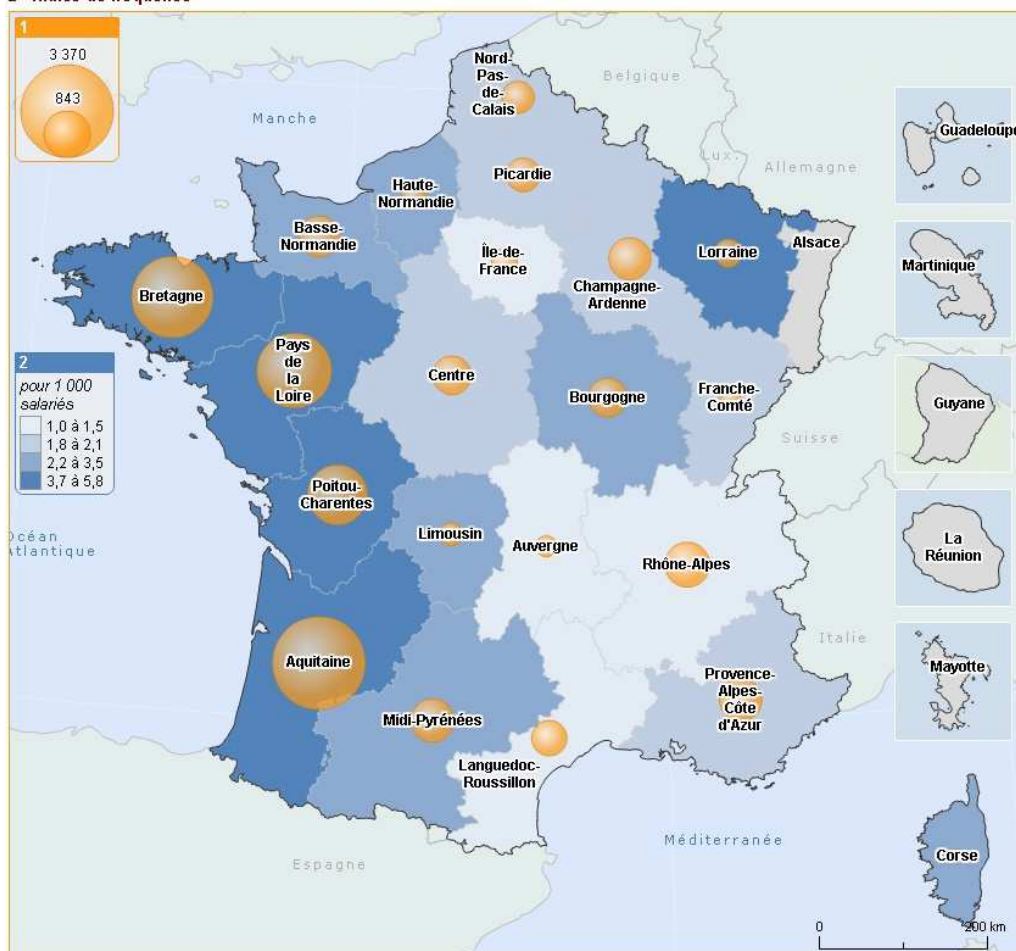 1
3 370
843
Manche
Nord-
Pas-
de-
Calais
Belgique
Lux.
Allemagne
Guadeloupe
Picardie
Haute-
Normandie
Basse-
Normandie
Île-de-
France
Champagne-
Ardenne
Lorraine
Alsace
Martinique
Bretagne
Pays
de
la
Loire
Centre
Bourgogne
Franche-
Comté
Suisse
Guyane
2
pour 1 000
salariés
1,0 à 1,5
1,8 à 2,1
2,2 à 3,5
3,7 à 5,8
Océan
Atlantique
Poitou-
Charentes
Limousin
Auvergne
Rhône-Alpes
La
Réunion
Italie
Aquitaine
Midi-Pyrénées
Provence-
Alpes-
Côte
d'Azur
Mayotte
Languedoc-
Roussillon
Méditerranée
Espagne
Corse
0
200 km